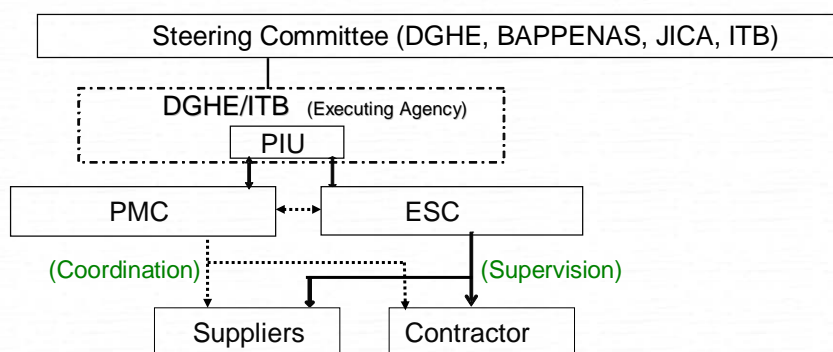 Steering Committee (DGHE, BAPPENAS, JICA, ITB)
DGHE/ITB (Executing Agency)
PIU
PMC ESC
(Coordination) (Supervision)
Suppliers Contractor